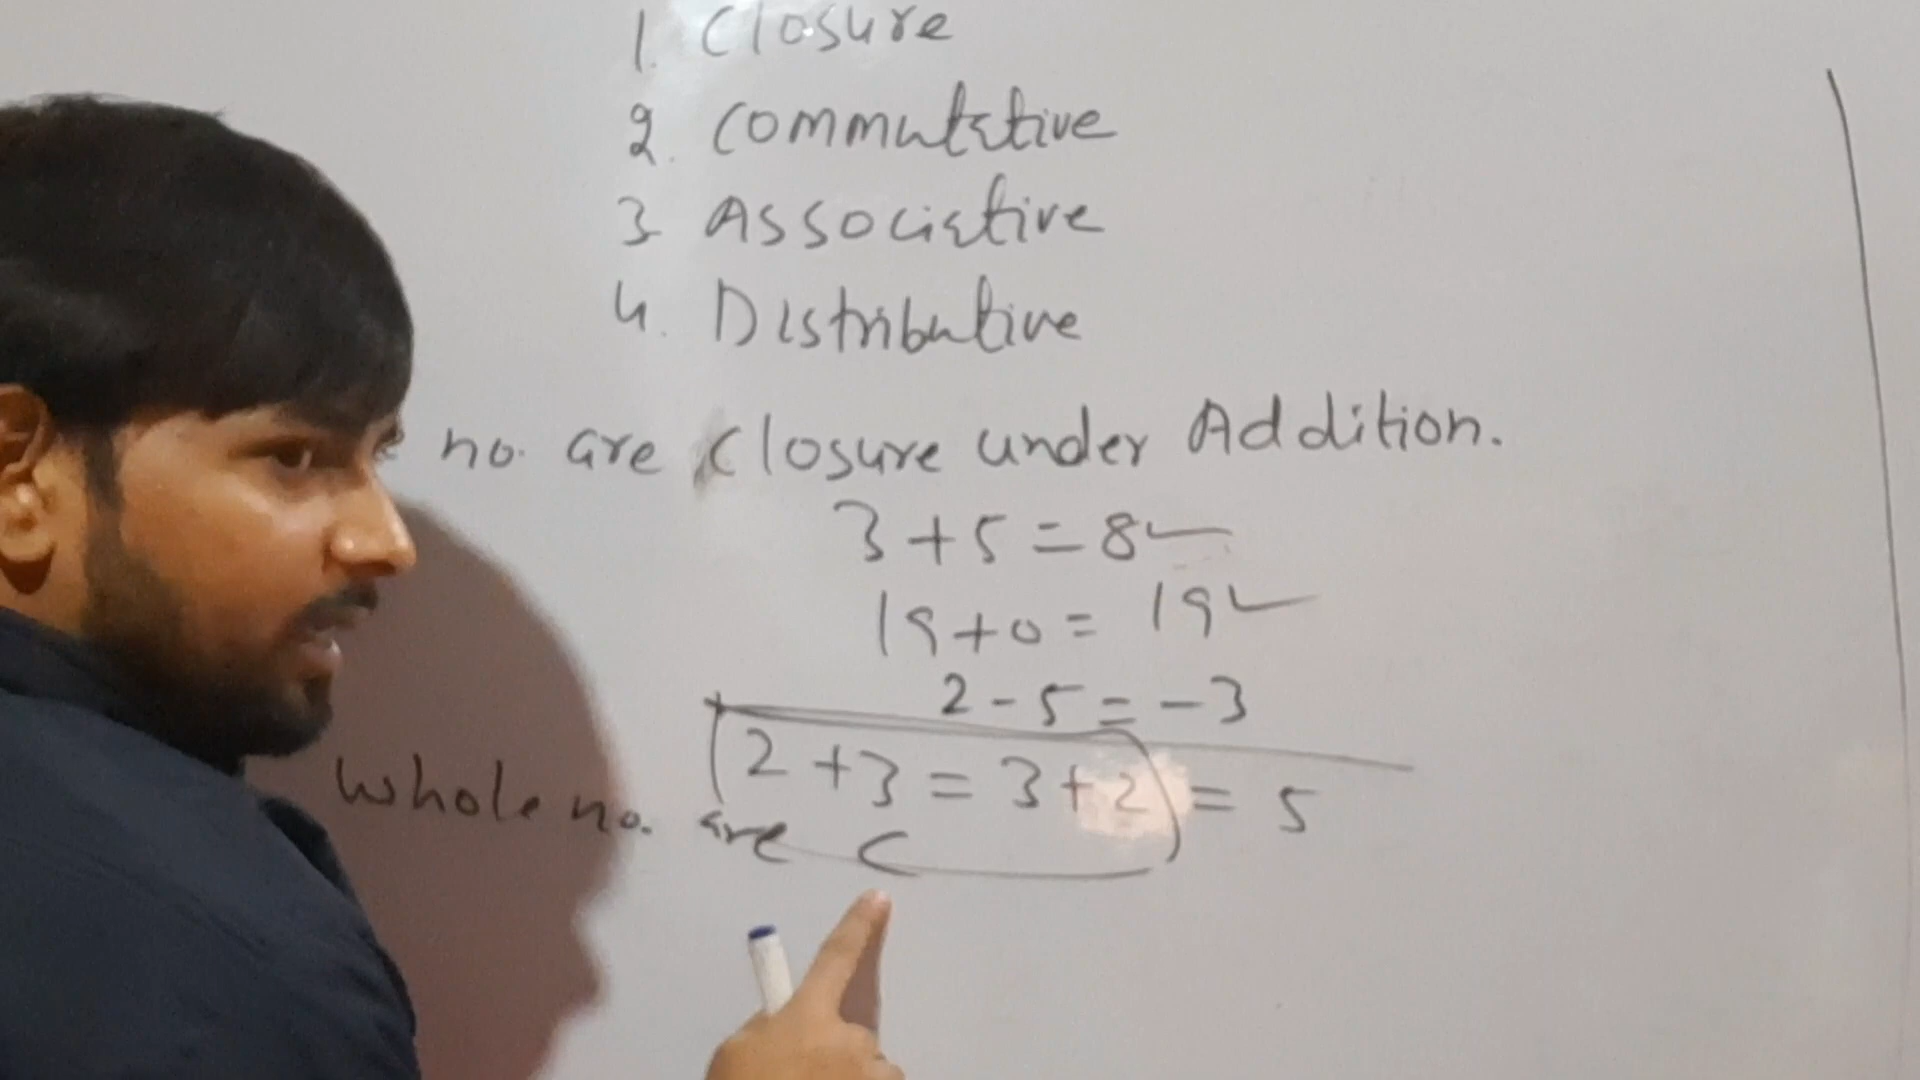 1. Closure
2. Commutative
3 Associative
4. Distributive
no. are Closure under Addition.
3+5=8
19+0= 19
2-5=-3
2+3=3+2 = 5
Whole no. are C